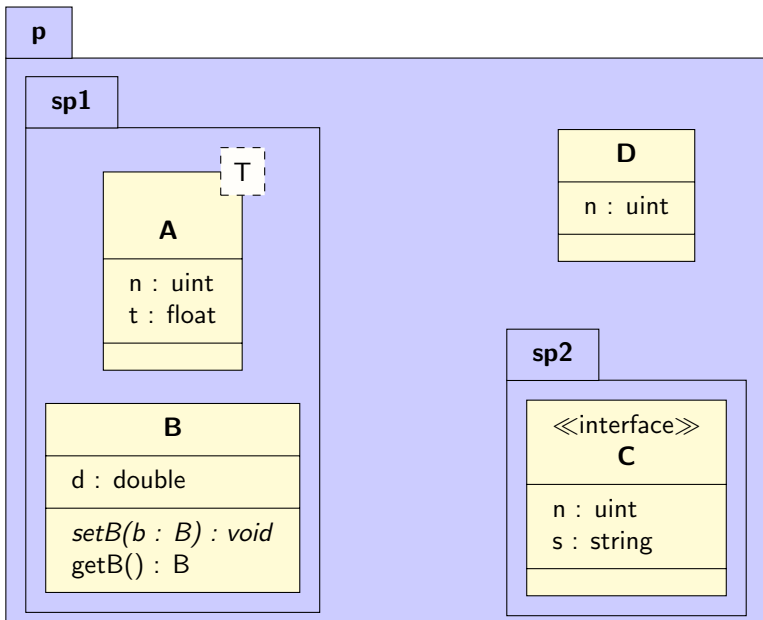 p
sp1
T
A
n : uint
t : float
B
d : double
setB(b : B) : void
getB() : B
D
n : uint
sp2
≪interface≫
C
n : uint
s : string